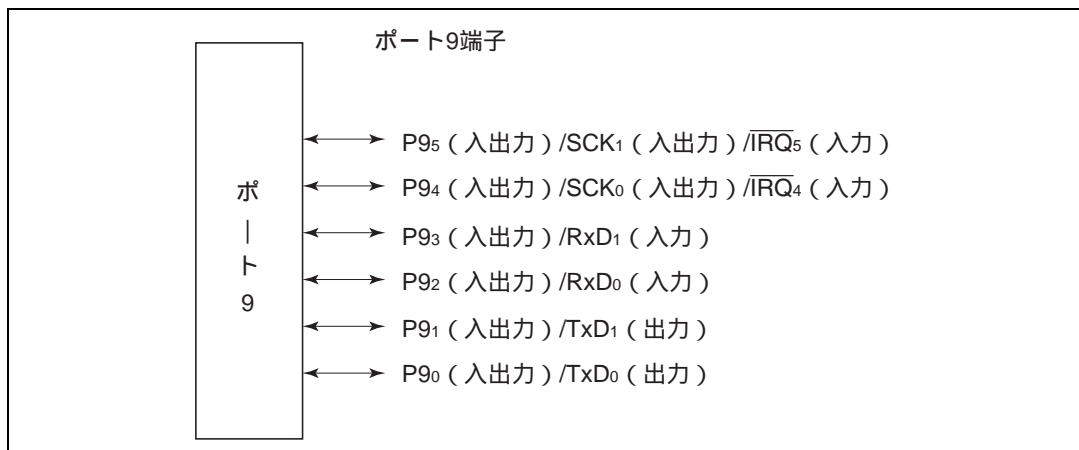 ポート9端子
ポート9
P9₅（入出力）/SCK₁（入出力）/I̅R̅Q̅₅（入力）
P9₄（入出力）/SCK₀（入出力）/I̅R̅Q̅₄（入力）
P9₃（入出力）/RxD₁（入力）
P9₂（入出力）/RxD₀（入力）
P9₁（入出力）/TxD₁（出力）
P9₀（入出力）/TxD₀（出力）